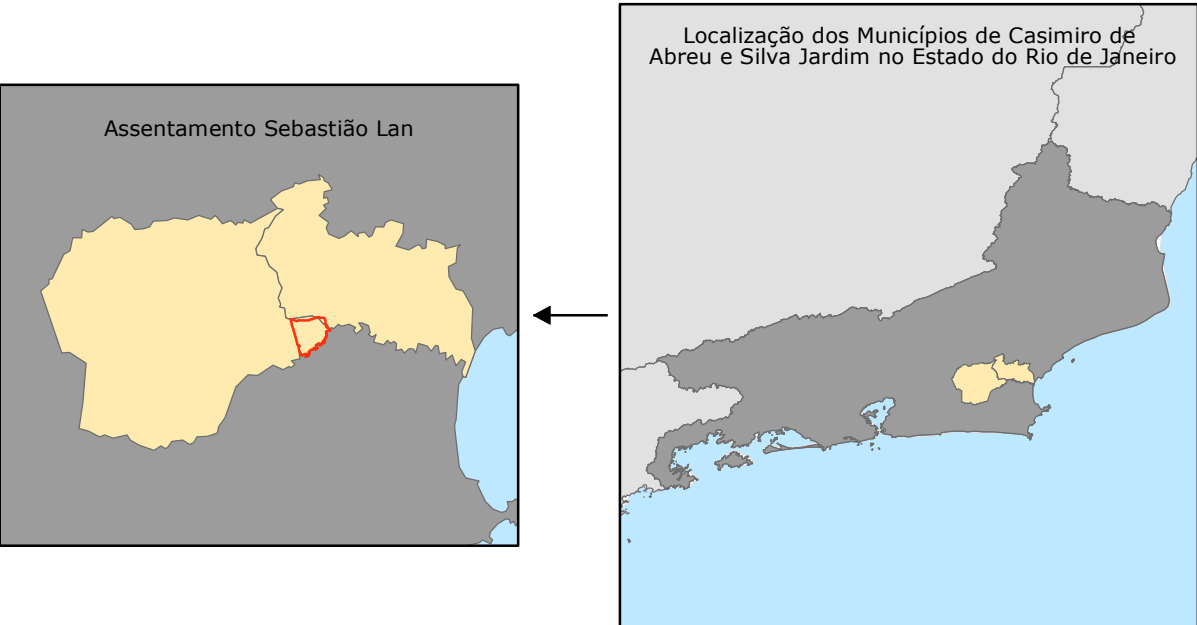 Assentamento Sebastião Lan
Localização dos Municípios de Casimiro de
Abreu e Silva Jardim no Estado do Rio de Janeiro